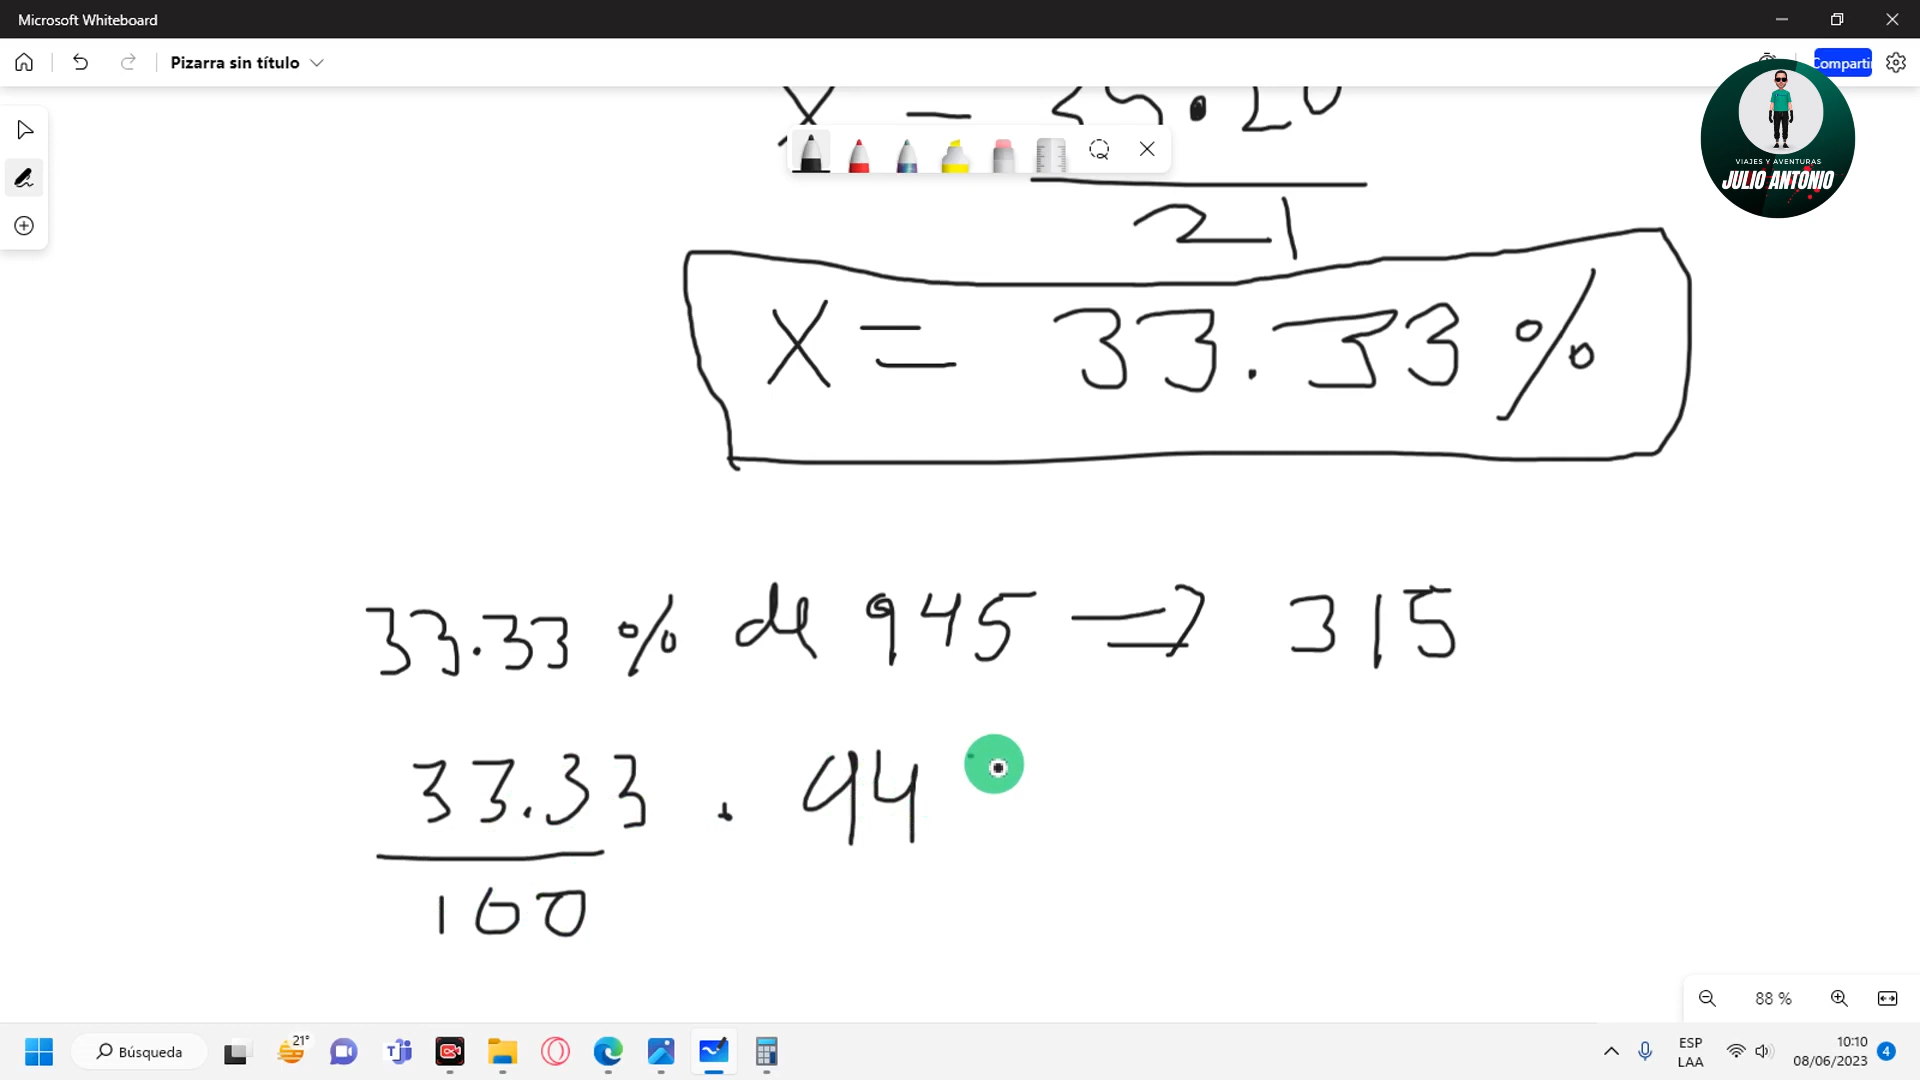 Microsoft Whiteboard
Pizarra sin título
Comparti
VIAJES Y AVENTURAS
JULIO ANTONIO
21
X = 33.33 %
33.33 % de 945 => 315
33.33 . 94
100
88 %
Búsqueda
21°
ESP
LAA
10:10
08/06/2023
4